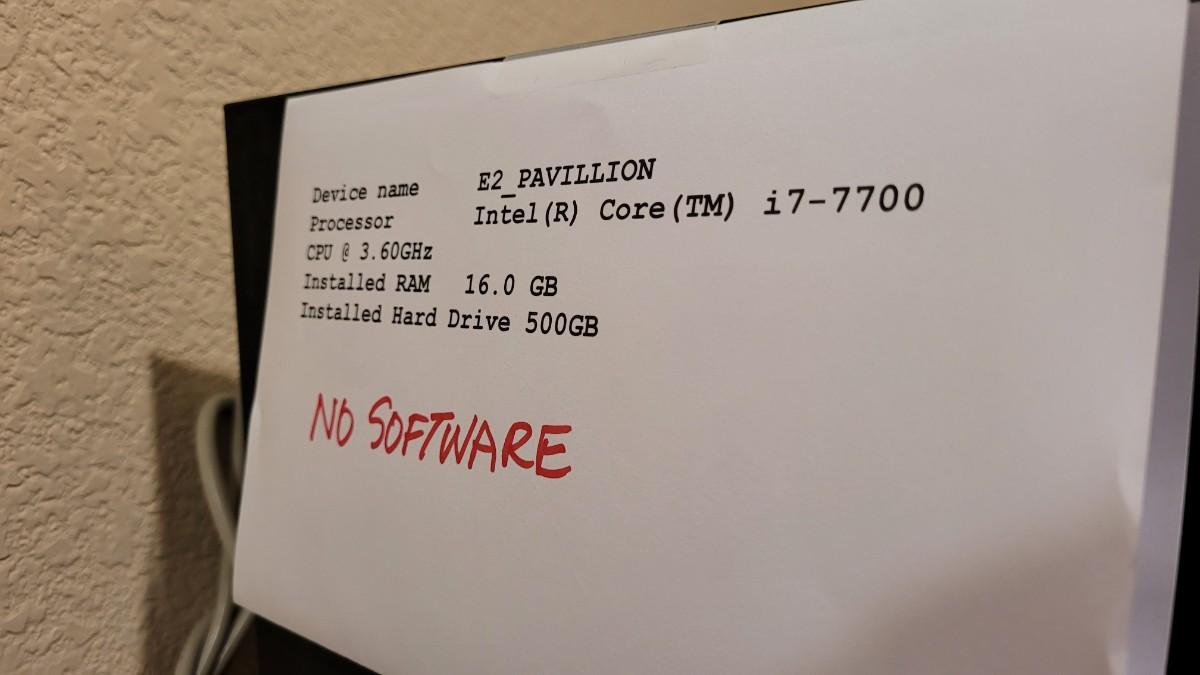 Device name E2_PAVILLION
Processor Intel(R) Core(TM) i7-7700
CPU @ 3.60GHz
Installed RAM 16.0 GB
Installed Hard Drive 500GB
NO SOFTWARE